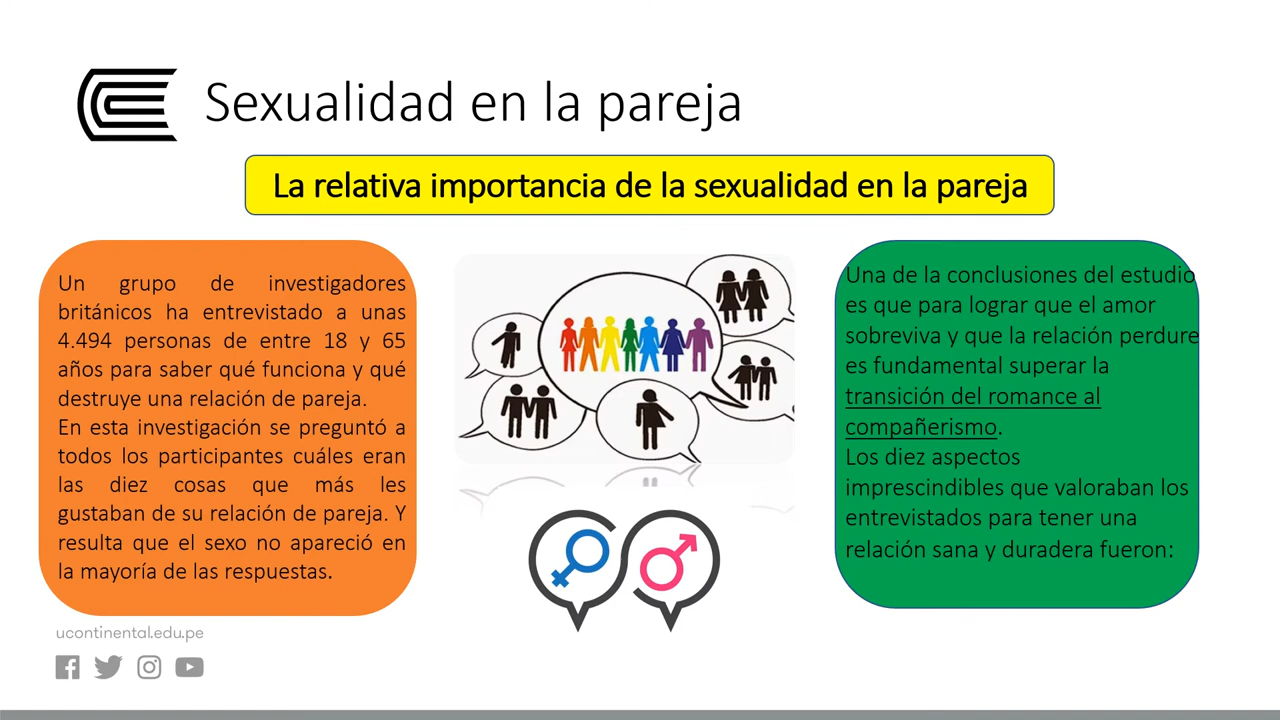 Sexualidad en la pareja
La relativa importancia de la sexualidad en la pareja
Un grupo de investigadores
británicos ha entrevistado a unas
4.494 personas de entre 18 y 65
años para saber qué funciona y qué
destruye una relación de pareja.
En esta investigación se preguntó a
todos los participantes cuáles eran
las diez cosas que más les
gustaban de su relación de pareja. Y
resulta que el sexo no apareció en
la mayoría de las respuestas.
Una de la conclusiones del estudio
es que para lograr que el amor
sobreviva y que la relación perdure
es fundamental superar la
transición del romance al
compañerismo.
Los diez aspectos
imprescindibles que valoraban los
entrevistados para tener una
relación sana y duradera fueron:
ucontinental.edu.pe